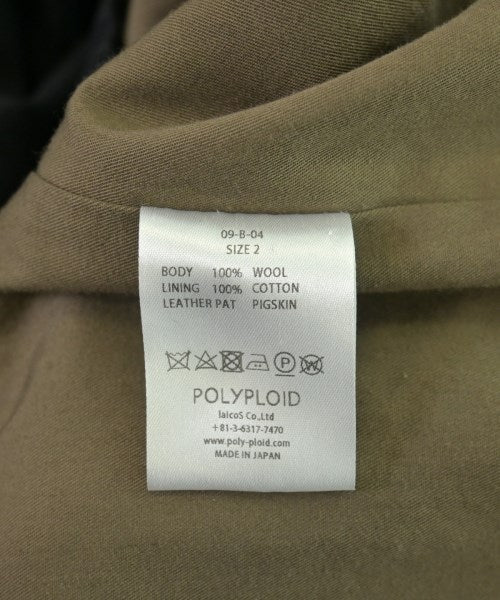 09-B-04
SIZE 2
BODY 100% WOOL
LINING 100% COTTON
LEATHER PAT PIGSKIN
POLYPLOID
laicoS Co.,Ltd
+81-3-6317-7470
www.poly-ploid.com
MADE IN JAPAN